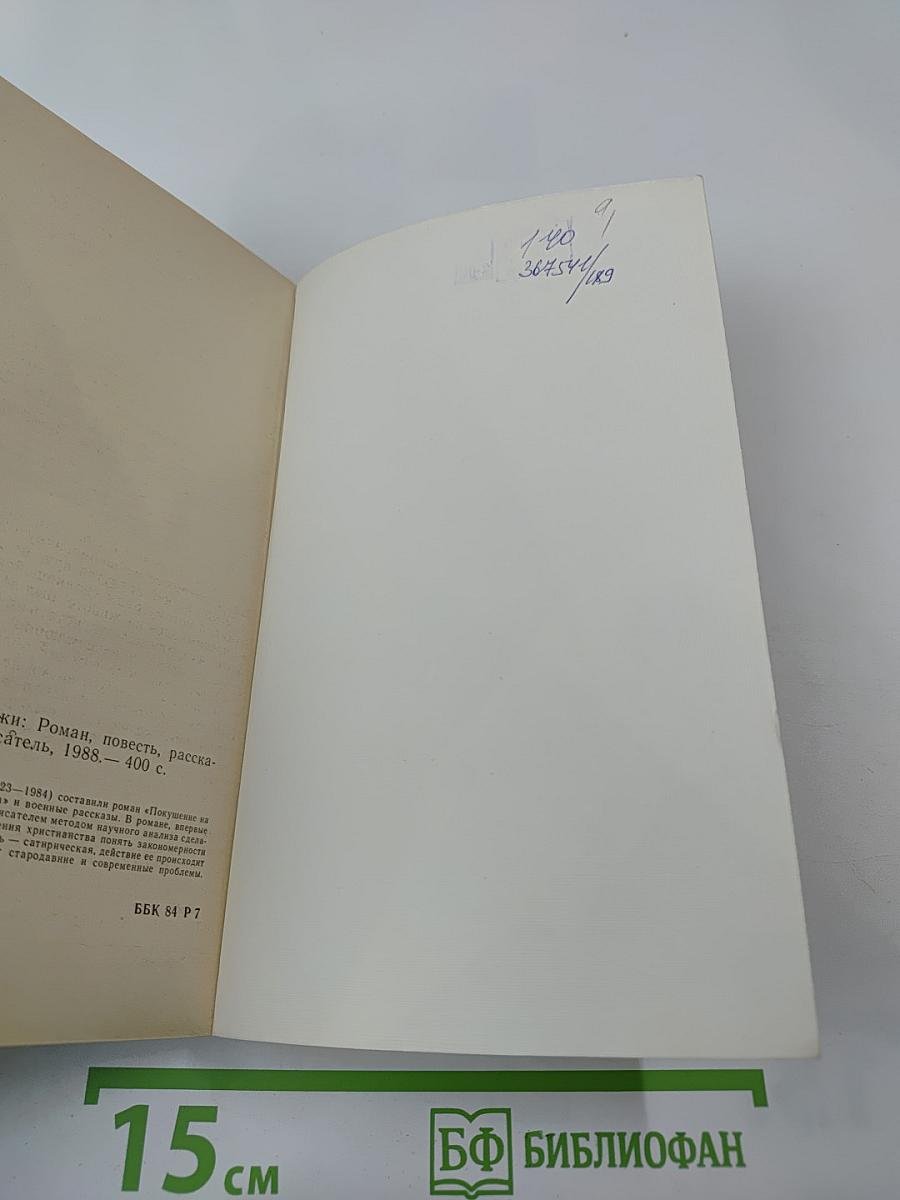 1 40
367541/189
жи: Роман, повесть, расска-
сатель, 1988.— 400 с.
23—1984) составили роман «Покушение на
» и военные рассказы. В романе, впервые
исателем методом научного анализа сдела-
ения христианства понять закономерности
ь — сатирическая, действие ее происходит
стародавние и современные проблемы.
ББК 84 Р 7
15 см
БФ БИБЛИОФАН